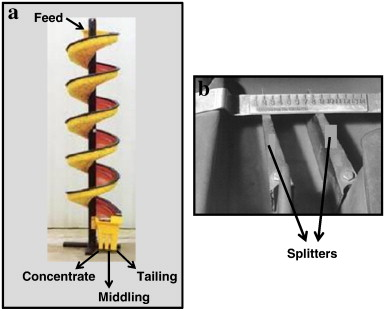 a
Feed
Concentrate
Tailing
Middling
b
Splitters